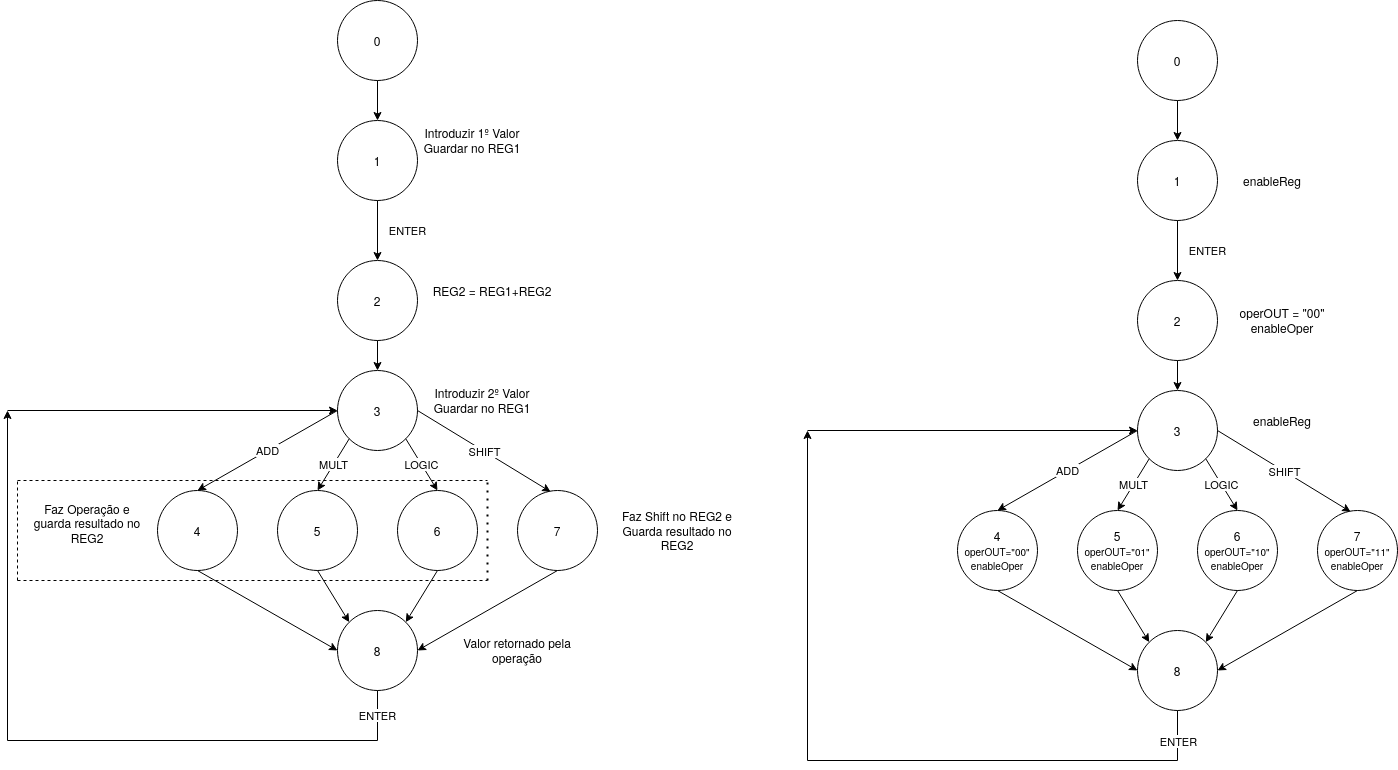 0
1
Introduzir 1º Valor
Guardar no REG1
ENTER
2
REG2 = REG1+REG2
3
Introduzir 2º Valor
Guardar no REG1
ADD
MULT
LOGIC
SHIFT
Faz Operação e
guarda resultado no
REG2
4
5
6
7
Faz Shift no REG2 e
Guarda resultado no
REG2
8
Valor retornado pela
operação
ENTER
0
1
enableReg
ENTER
2
operOUT = "00"
enableOper
3
enableReg
ADD
MULT
LOGIC
SHIFT
4
operOUT="00"
enableOper
5
operOUT="01"
enableOper
6
operOUT="10"
enableOper
7
operOUT="11"
enableOper
8
ENTER